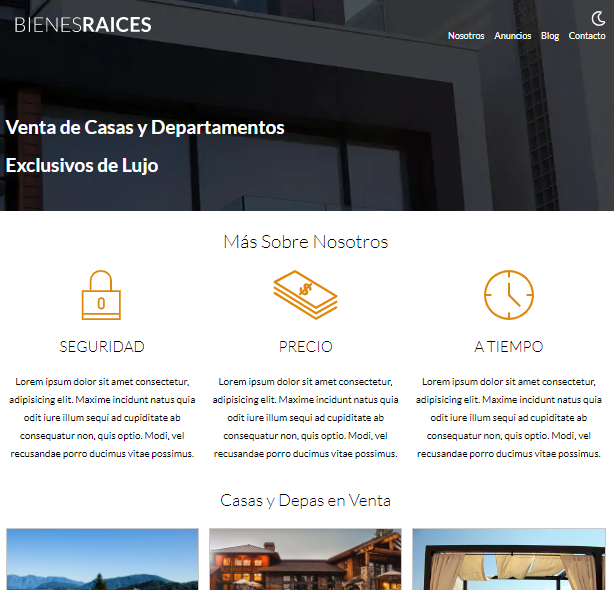 BIENESRAICES
Nosotros Anuncios Blog Contacto
Venta de Casas y Departamentos
Exclusivos de Lujo
Más Sobre Nosotros
0
$
SEGURIDAD
Lorem ipsum dolor sit amet consectetur,
adipisicing elit. Maxime incidunt natus quia
odit iure illum sequi ad cupiditate ab
consequatur non, quis optio. Modi, vel
recusandae porro ducimus vitae possimus.
PRECIO
Lorem ipsum dolor sit amet consectetur,
adipisicing elit. Maxime incidunt natus quia
odit iure illum sequi ad cupiditate ab
consequatur non, quis optio. Modi, vel
recusandae porro ducimus vitae possimus.
A TIEMPO
Lorem ipsum dolor sit amet consectetur,
adipisicing elit. Maxime incidunt natus quia
odit iure illum sequi ad cupiditate ab
consequatur non, quis optio. Modi, vel
recusandae porro ducimus vitae possimus.
Casas y Depas en Venta